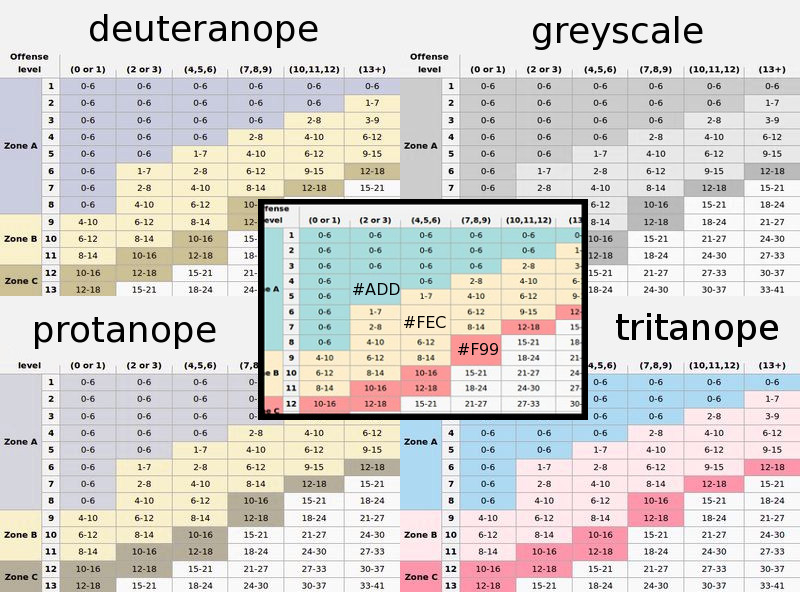 deuteranope
Offense
level (0 or 1) (2 or 3) (4,5,6) (7,8,9) (10,11,12) (13+)
Zone A
1 0-6 0-6 0-6 0-6 0-6 0-6
2 0-6 0-6 0-6 0-6 0-6 1-7
3 0-6 0-6 0-6 0-6 2-8 3-9
4 0-6 0-6 0-6 2-8 4-10 6-12
5 0-6 0-6 1-7 4-10 6-12 9-15
6 0-6 1-7 2-8 6-12 9-15 12-18
7 0-6 2-8 4-10 8-14 12-18 15-21
8 0-6 4-10 6-12 10-
Zone B
9 4-10 6-12 8-14 12-
10 6-12 8-14 10-16 15-
11 8-14 10-16 12-18 18-
Zone C
12 10-16 12-18 15-21 21-
13 12-18 15-21 18-24 24-
greyscale
Offense
level (0 or 1) (2 or 3) (4,5,6) (7,8,9) (10,11,12) (13+)
Zone A
1 0-6 0-6 0-6 0-6 0-6 0-6
2 0-6 0-6 0-6 0-6 0-6 1-7
3 0-6 0-6 0-6 0-6 2-8 3-9
4 0-6 0-6 0-6 2-8 4-10 6-12
5 0-6 0-6 1-7 4-10 6-12 9-15
6 0-6 1-7 2-8 6-12 9-15 12-18
7 0-6 2-8 4-10 8-14 12-18 15-21
6-12 10-16 15-21 18-24
8-14 12-18 18-24 21-27
10-16 15-21 21-27 24-30
12-18 18-24 24-30 27-33
15-21 21-27 27-33 30-37
18-24 24-30 30-37 33-41
ffense
evel (0 or 1) (2 or 3) (4,5,6) (7,8,9) (10,11,12) (13
e A
1 0-6 0-6 0-6 0-6 0-6 0-
2 0-6 0-6 0-6 0-6 0-6 1-
3 0-6 0-6 0-6 0-6 2-8 3-
4 0-6 #ADD 0-6 2-8 4-10 6-
5 0-6 1-7 4-10 6-12 9-
6 0-6 1-7 #FEC 6-12 9-15 12-
7 0-6 2-8 8-14 12-18 15-
8 0-6 4-10 6-12 #F99 15-21 18-
e B
9 4-10 6-12 8-14 18-24 21-
10 6-12 8-14 10-16 15-21 21-27 24-
11 8-14 10-16 12-18 18-24 24-30 27-
e C
12 10-16 12-18 15-21 21-27 27-33 30-
protanope
level (0 or 1) (2 or 3) (4,5,6) (7,8
Zone A
1 0-6 0-6 0-6 0-
2 0-6 0-6 0-6 0-
3 0-6 0-6 0-6 0-
4 0-6 0-6 0-6 2-8 4-10 6-12
5 0-6 0-6 1-7 4-10 6-12 9-15
6 0-6 1-7 2-8 6-12 9-15 12-18
7 0-6 2-8 4-10 8-14 12-18 15-21
8 0-6 4-10 6-12 10-16 15-21 18-24
Zone B
9 4-10 6-12 8-14 12-18 18-24 21-27
10 6-12 8-14 10-16 15-21 21-27 24-30
11 8-14 10-16 12-18 18-24 24-30 27-33
Zone C
12 10-16 12-18 15-21 21-27 27-33 30-37
13 12-18 15-21 18-24 24-30 30-37 33-41
tritanope
4,5,6) (7,8,9) (10,11,12) (13+)
0-6 0-6 0-6 0-6
0-6 0-6 0-6 1-7
0-6 0-6 2-8 3-9
Zone A
4 0-6 0-6 0-6 2-8 4-10 6-12
5 0-6 0-6 1-7 4-10 6-12 9-15
6 0-6 1-7 2-8 6-12 9-15 12-18
7 0-6 2-8 4-10 8-14 12-18 15-21
8 0-6 4-10 6-12 10-16 15-21 18-24
Zone B
9 4-10 6-12 8-14 12-18 18-24 21-27
10 6-12 8-14 10-16 15-21 21-27 24-30
11 8-14 10-16 12-18 18-24 24-30 27-33
Zone C
12 10-16 12-18 15-21 21-27 27-33 30-37
13 12-18 15-21 18-24 24-30 30-37 33-41